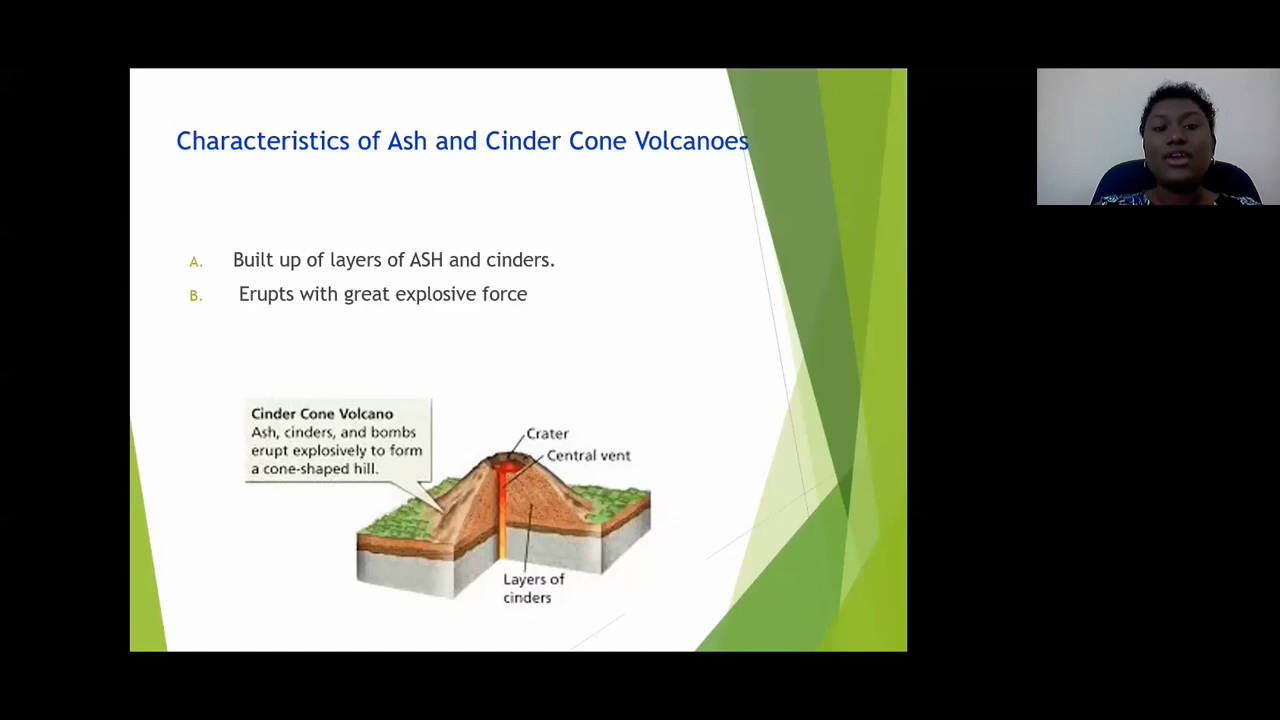 Characteristics of Ash and Cinder Cone Volcanoes
A. Built up of layers of ASH and cinders.
B. Erupts with great explosive force
Cinder Cone Volcano
Ash, cinders, and bombs
erupt explosively to form
a cone-shaped hill.
Crater
Central vent
Layers of
cinders